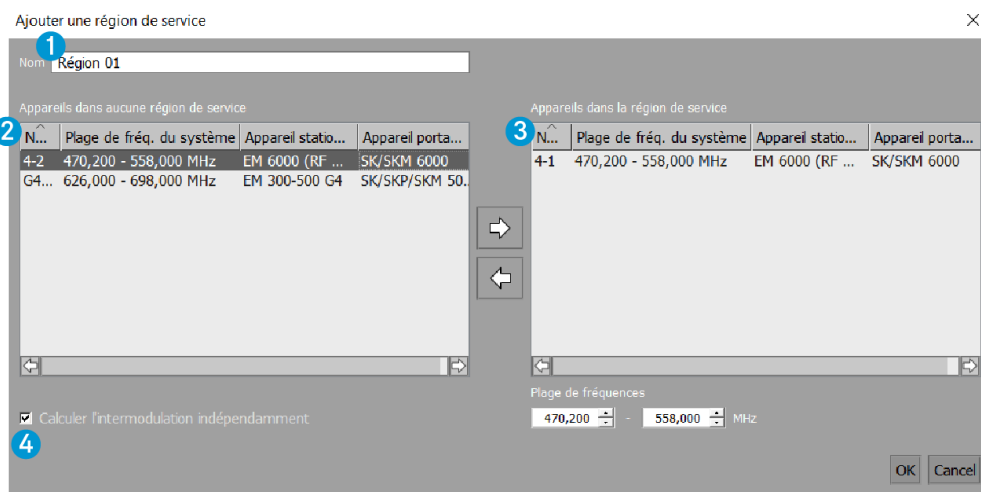 Ajouter une région de service
1
Nom Région 01
Appareils dans aucune région de service
2
N... Plage de fréq. du système Appareil statio... Appareil porta...
4-2 470,200 - 558,000 MHz EM 6000 (RF ... SK/SKM 6000
G4... 626,000 - 698,000 MHz EM 300-500 G4 SK/SKP/SKM 50..
Calculer l'intermodulation indépendamment
4
Appareils dans la région de service
3
N... Plage de fréq. du système Appareil statio... Appareil porta...
4-1 470,200 - 558,000 MHz EM 6000 (RF ... SK/SKM 6000
Plage de fréquences
470,200 - 558,000 MHz
OK Cancel